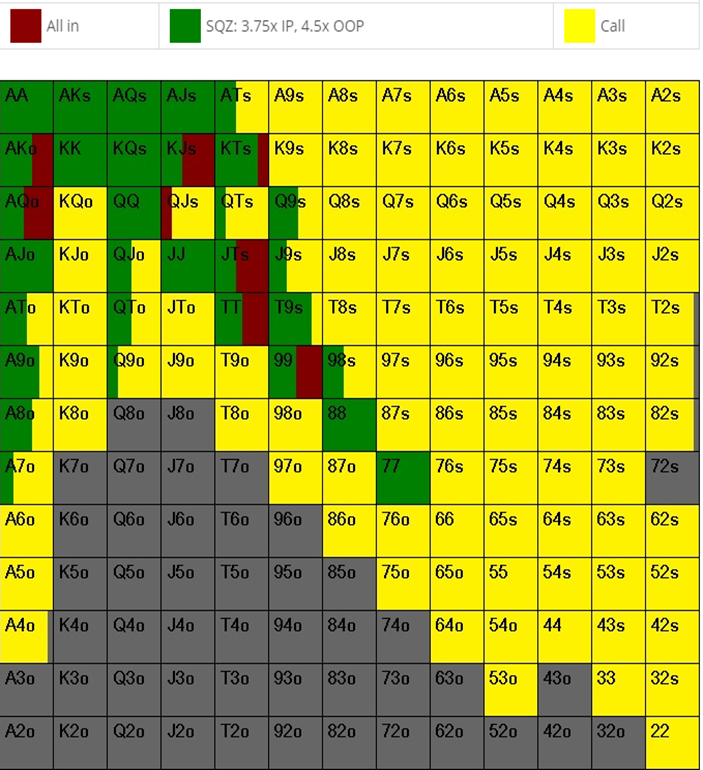 All in SQZ: 3.75x IP, 4.5x OOP Call
AA AKs AQs AJs ATs A9s A8s A7s A6s A5s A4s A3s A2s
AKo KK KQs KJs KTs K9s K8s K7s K6s K5s K4s K3s K2s
AQo KQo QQ QJs QTs Q9s Q8s Q7s Q6s Q5s Q4s Q3s Q2s
AJo KJo QJo JJ JTs J9s J8s J7s J6s J5s J4s J3s J2s
ATo KTo QTo JTo TT T9s T8s T7s T6s T5s T4s T3s T2s
A9o K9o Q9o J9o T9o 99 98s 97s 96s 95s 94s 93s 92s
A8o K8o Q8o J8o T8o 98o 88 87s 86s 85s 84s 83s 82s
A7o K7o Q7o J7o T7o 97o 87o 77 76s 75s 74s 73s 72s
A6o K6o Q6o J6o T6o 96o 86o 76o 66 65s 64s 63s 62s
A5o K5o Q5o J5o T5o 95o 85o 75o 65o 55 54s 53s 52s
A4o K4o Q4o J4o T4o 94o 84o 74o 64o 54o 44 43s 42s
A3o K3o Q3o J3o T3o 93o 83o 73o 63o 53o 43o 33 32s
A2o K2o Q2o J2o T2o 92o 82o 72o 62o 52o 42o 32o 22